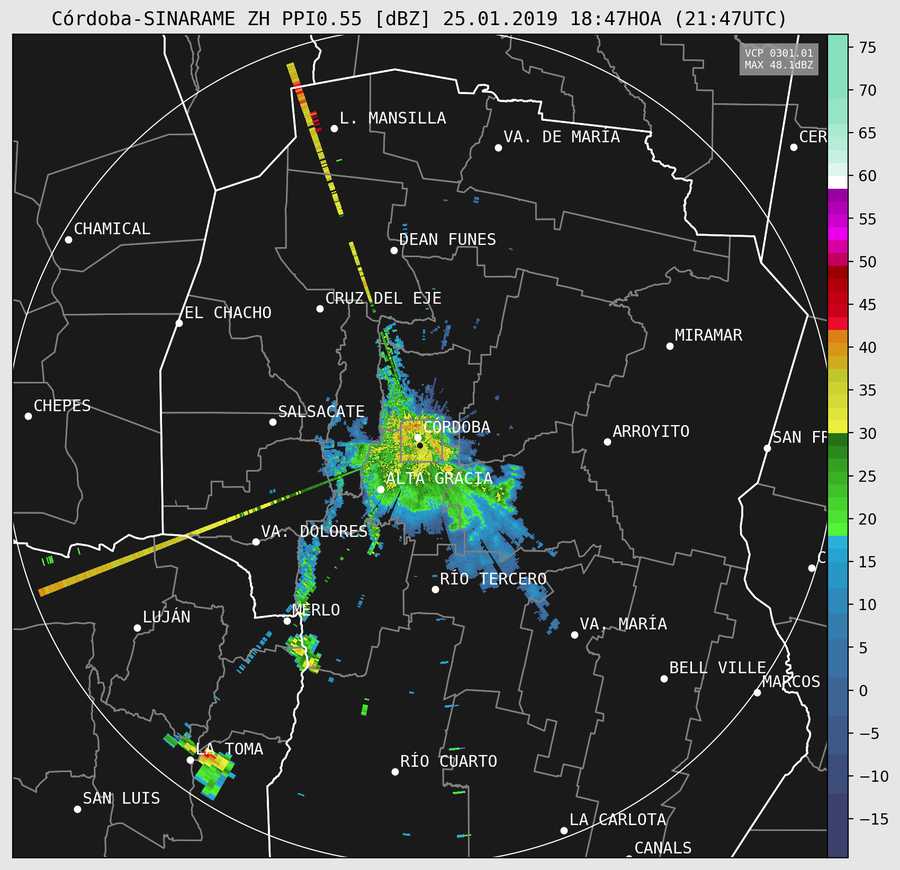 Córdoba-SINARAME ZH PPI0.55 [dBZ] 25.01.2019 18:47HOA (21:47UTC)
VCP 0301.01
MAX 48.1dBZ
L. MANSILLA
VA. DE MARÍA
CER
CHAMICAL
DEAN FUNES
CRUZ DEL EJE
EL CHACHO
MIRAMAR
CHEPES
SALSACATE
CÓRDOBA
ARROYITO
SAN FR
ALTA GRACIA
VA. DOLORES
C
RÍO TERCERO
MERLO
LUJÁN
VA. MARÍA
BELL VILLE
MARCOS
LA TOMA
RÍO CUARTO
SAN LUIS
LA CARLOTA
CANALS
75
70
65
60
55
50
45
40
35
30
25
20
15
10
5
0
−5
−10
−15